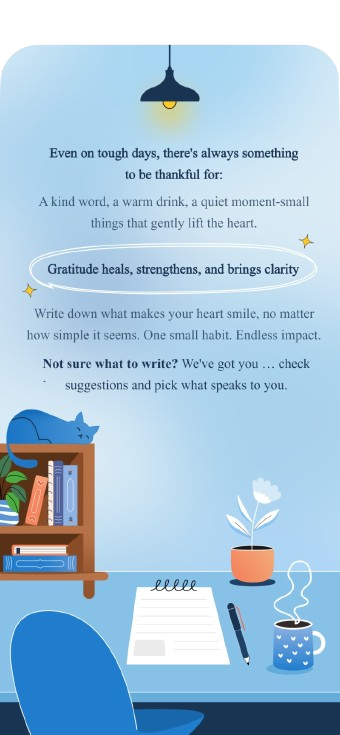 Even on tough days, there's always something
to be thankful for:
A kind word, a warm drink, a quiet moment-small
things that gently lift the heart.
Gratitude heals, strengthens, and brings clarity
Write down what makes your heart smile, no matter
how simple it seems. One small habit. Endless impact.
Not sure what to write? We've got you … check
suggestions and pick what speaks to you.